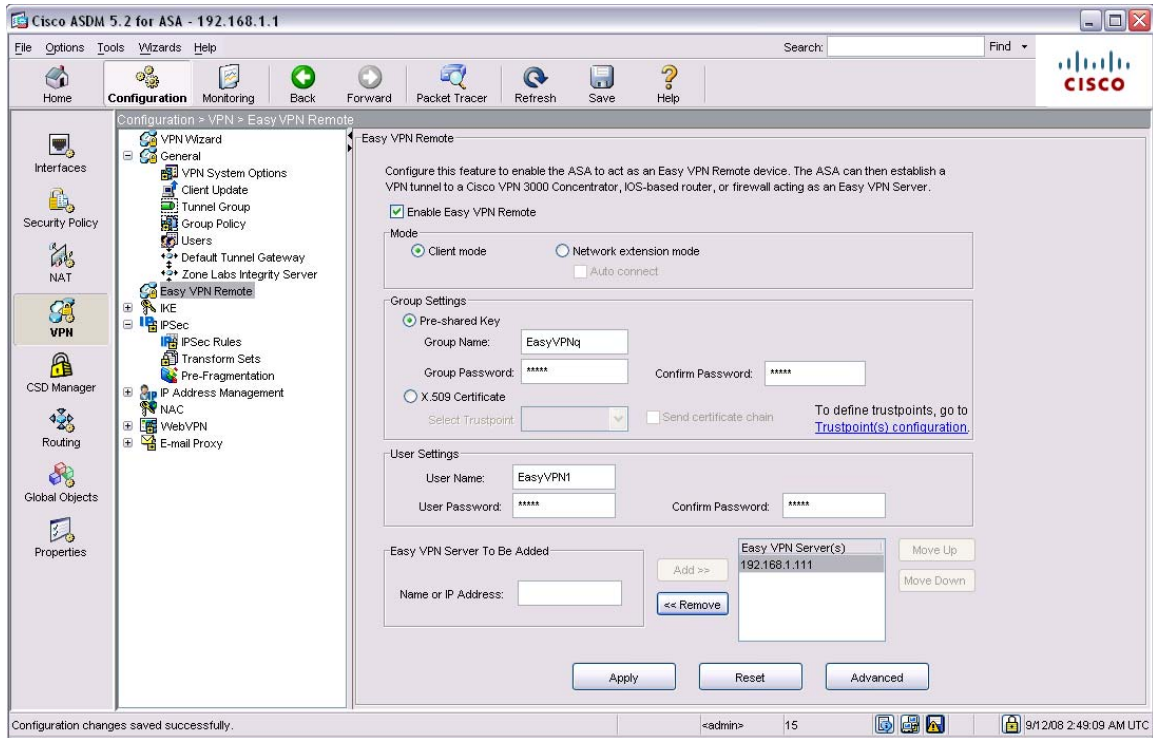 Cisco ASDM 5.2 for ASA - 192.168.1.1
File Options Tools Wizards Help
Search:
Find
Home
Configuration
Monitoring
Back
Forward
Packet Tracer
Refresh
Save
Help
CISCO
Configuration > VPN > Easy VPN Remote
Interfaces
Security Policy
NAT
VPN
CSD Manager
Routing
Global Objects
Properties
VPN Wizard
General
VPN System Options
Client Update
Tunnel Group
Group Policy
Users
Default Tunnel Gateway
Zone Labs Integrity Server
Easy VPN Remote
IKE
IPSec
IPSec Rules
Transform Sets
Pre-Fragmentation
IP Address Management
NAC
WebVPN
E-mail Proxy
Easy VPN Remote
Configure this feature to enable the ASA to act as an Easy VPN Remote device. The ASA can then establish a
VPN tunnel to a Cisco VPN 3000 Concentrator, IOS-based router, or firewall acting as an Easy VPN Server.
Enable Easy VPN Remote
Mode
Client mode
Network extension mode
Auto connect
Group Settings
Pre-shared Key
Group Name: EasyVPNq
Group Password: ***** Confirm Password: *****
X.509 Certificate
Select Trustpoint
Send certificate chain
To define trustpoints, go to
Trustpoint(s) configuration.
User Settings
User Name: EasyVPN1
User Password: ***** Confirm Password: *****
Easy VPN Server To Be Added
Name or IP Address:
Add >>
<< Remove
Easy VPN Server(s)
192.168.1.111
Move Up
Move Down
Apply
Reset
Advanced
Configuration changes saved successfully.
<admin>
15
9/12/08 2:49:09 AM UTC